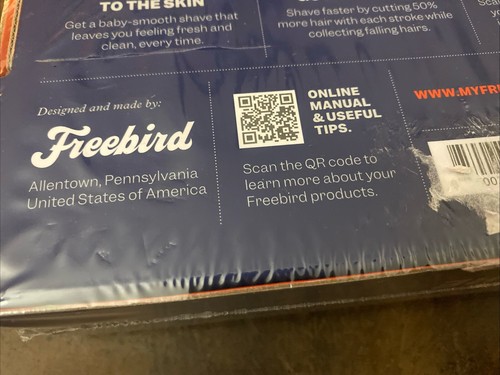 TO THE SKIN
Get a baby-smooth shave that
leaves you feeling fresh and
clean, every time.
Shave faster by cutting 50%
more hair with each stroke while
collecting falling hairs.
Designed and made by:
Freebird
Allentown, Pennsylvania
United States of America
ONLINE
MANUAL
& USEFUL
TIPS.
Scan the QR code to
learn more about your
Freebird products.
WWW.MYFR
00